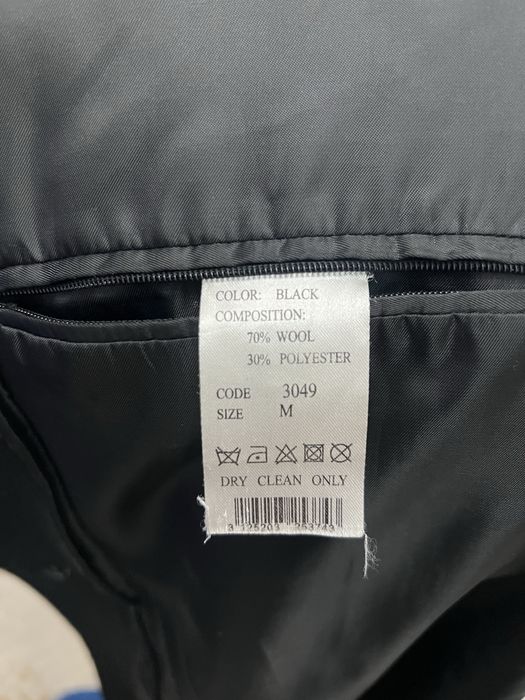 COLOR: BLACK
COMPOSITION:
70% WOOL
30% POLYESTER
CODE 3049
SIZE M
DRY CLEAN ONLY